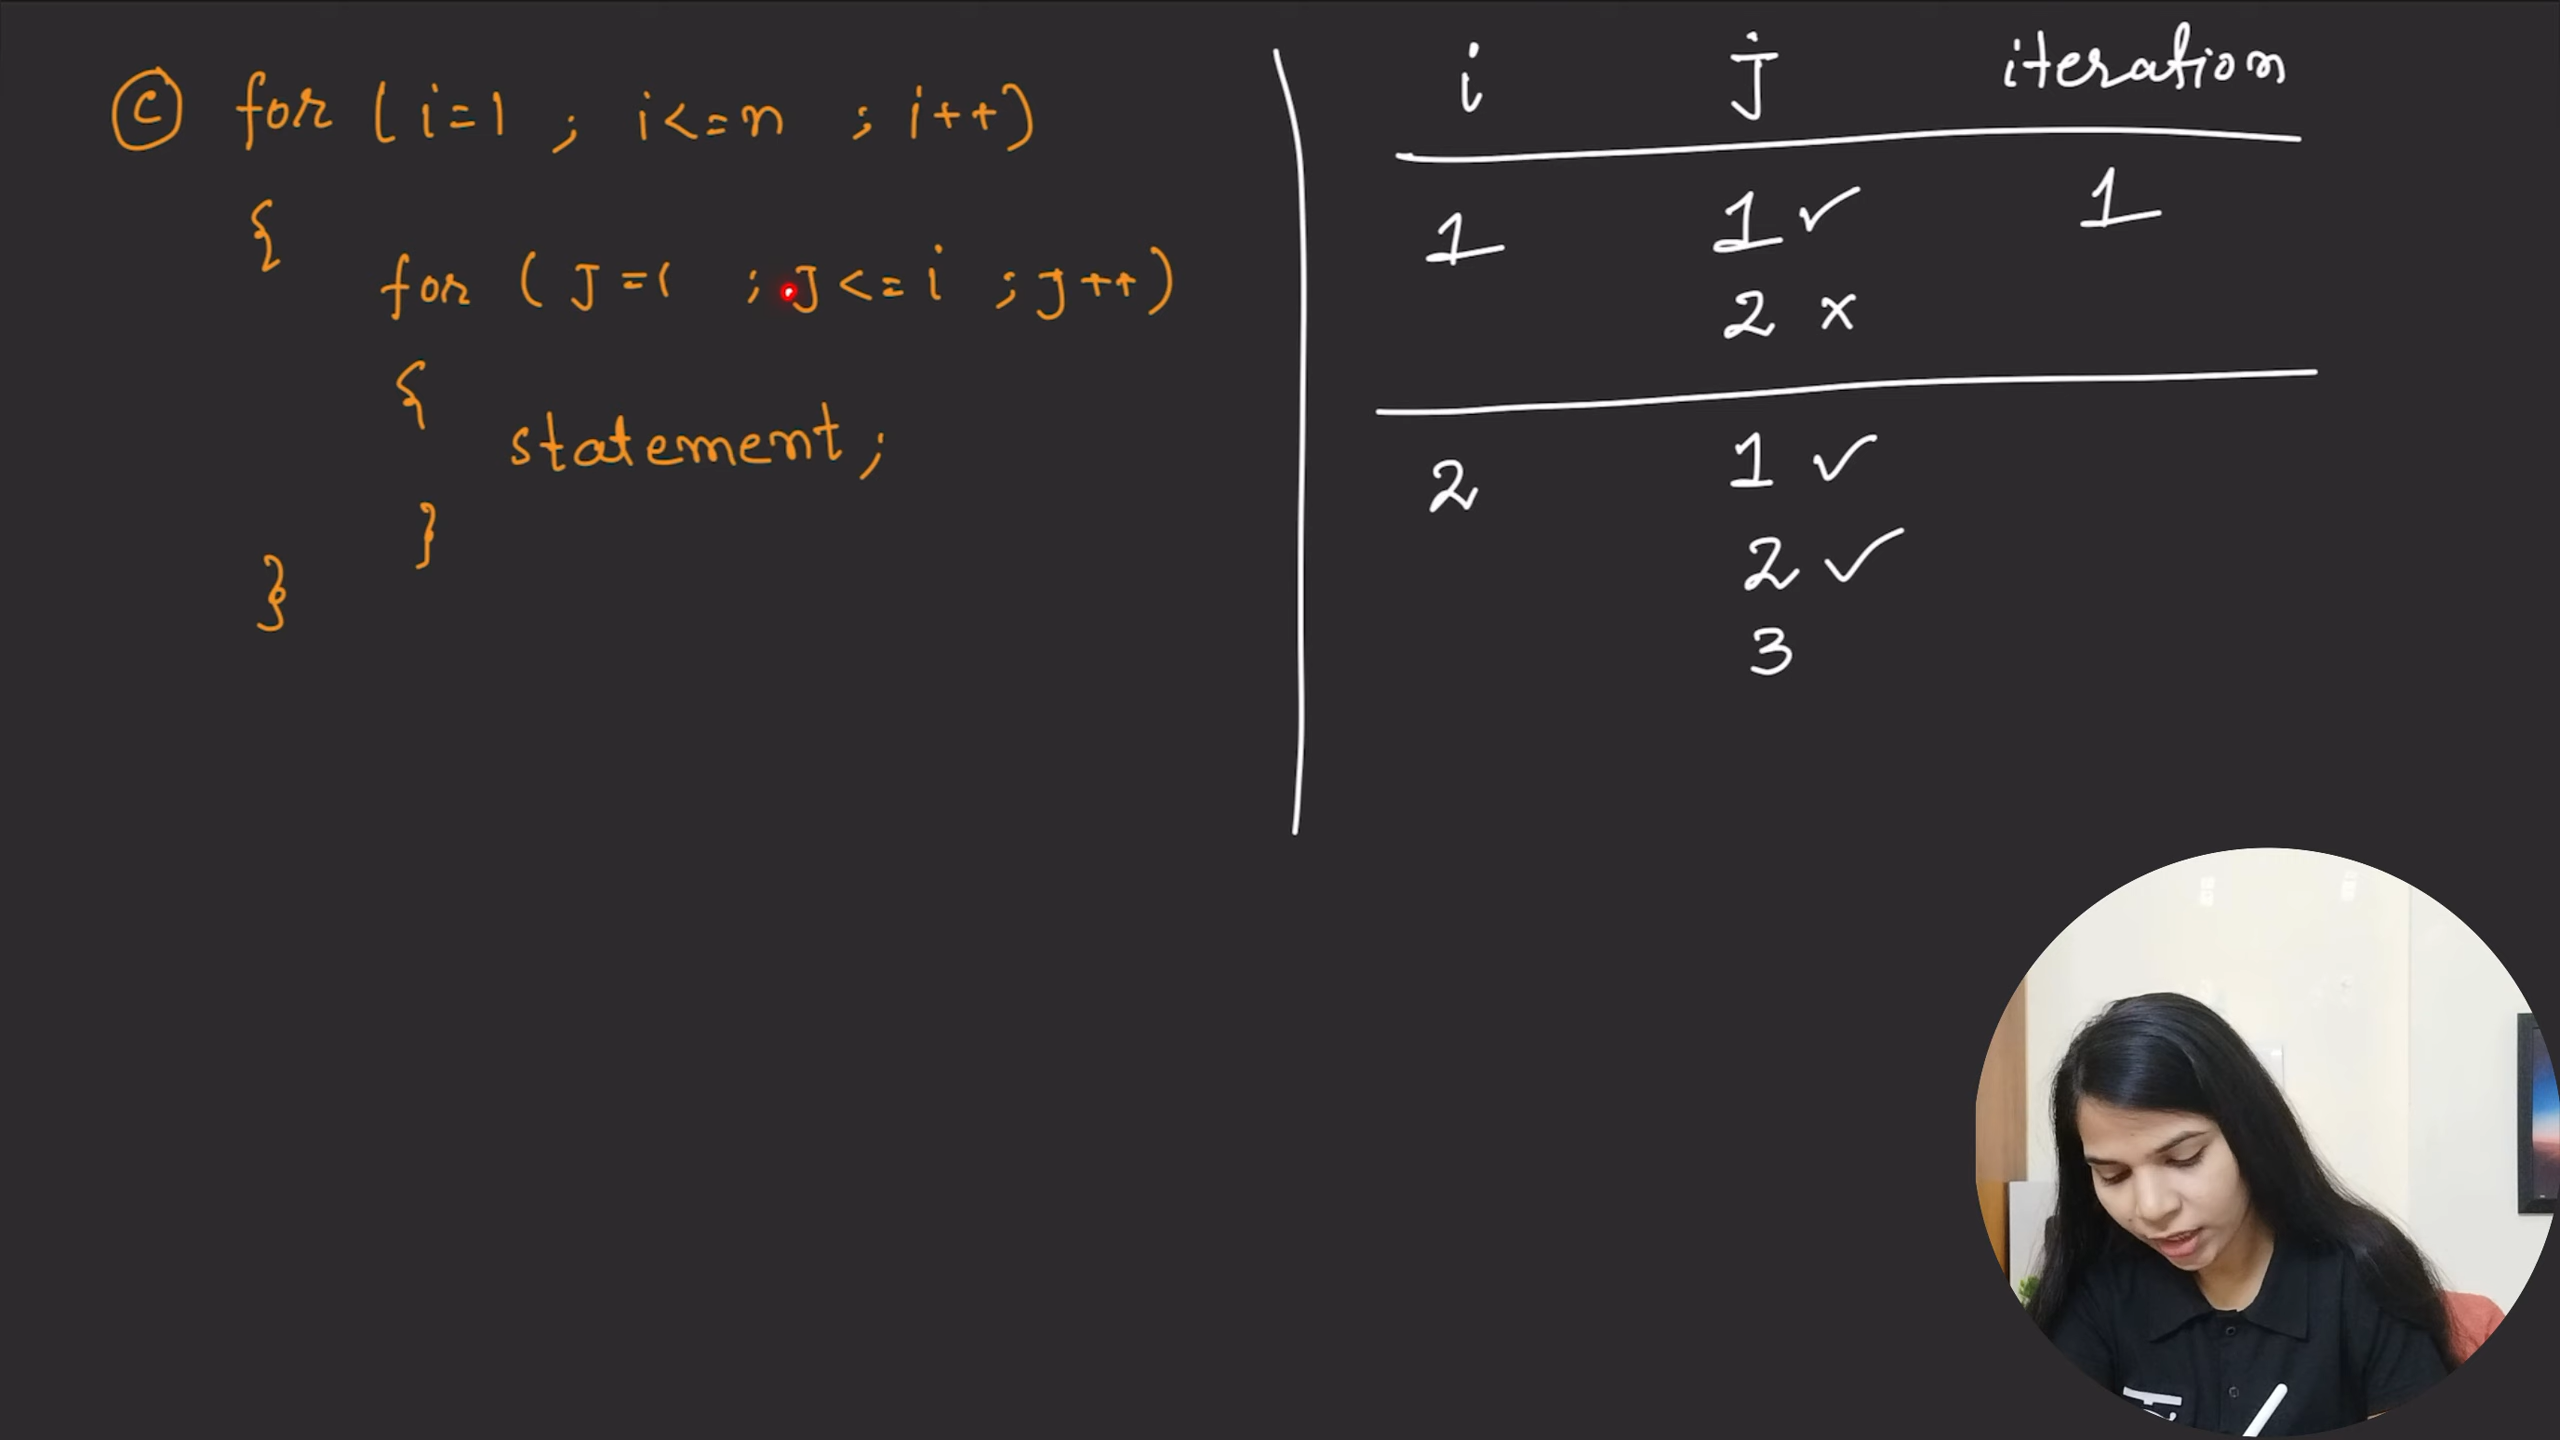 © for (i=1 ; i<=n ; i++)
{
for (J=1 ; J<=i ; J++)
{
statement;
}
}
i j iteration
1 1 ✓ 1
2 ×
2 1 ✓
2 ✓
3